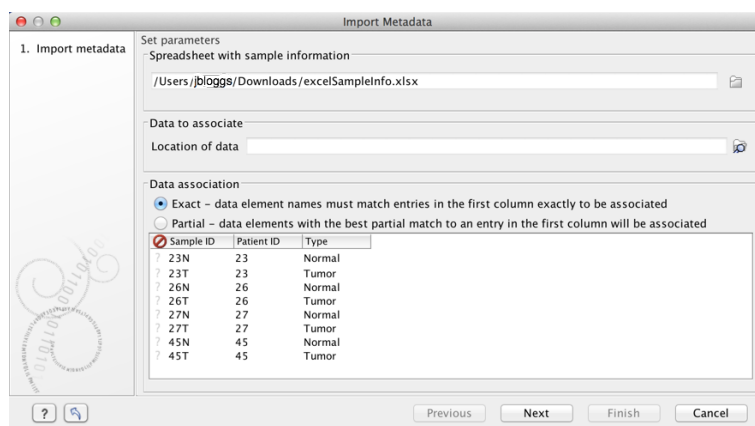 Import Metadata
1. Import metadata
Set parameters
Spreadsheet with sample information
/Users/jbloggs/Downloads/excelSampleInfo.xlsx
Data to associate
Location of data
Data association
Exact – data element names must match entries in the first column exactly to be associated
Partial – data elements with the best partial match to an entry in the first column will be associated
Sample ID Patient ID Type
? 23N 23 Normal
? 23T 23 Tumor
? 26N 26 Normal
? 26T 26 Tumor
? 27N 27 Normal
? 27T 27 Tumor
? 45N 45 Normal
? 45T 45 Tumor
? Previous Next Finish Cancel